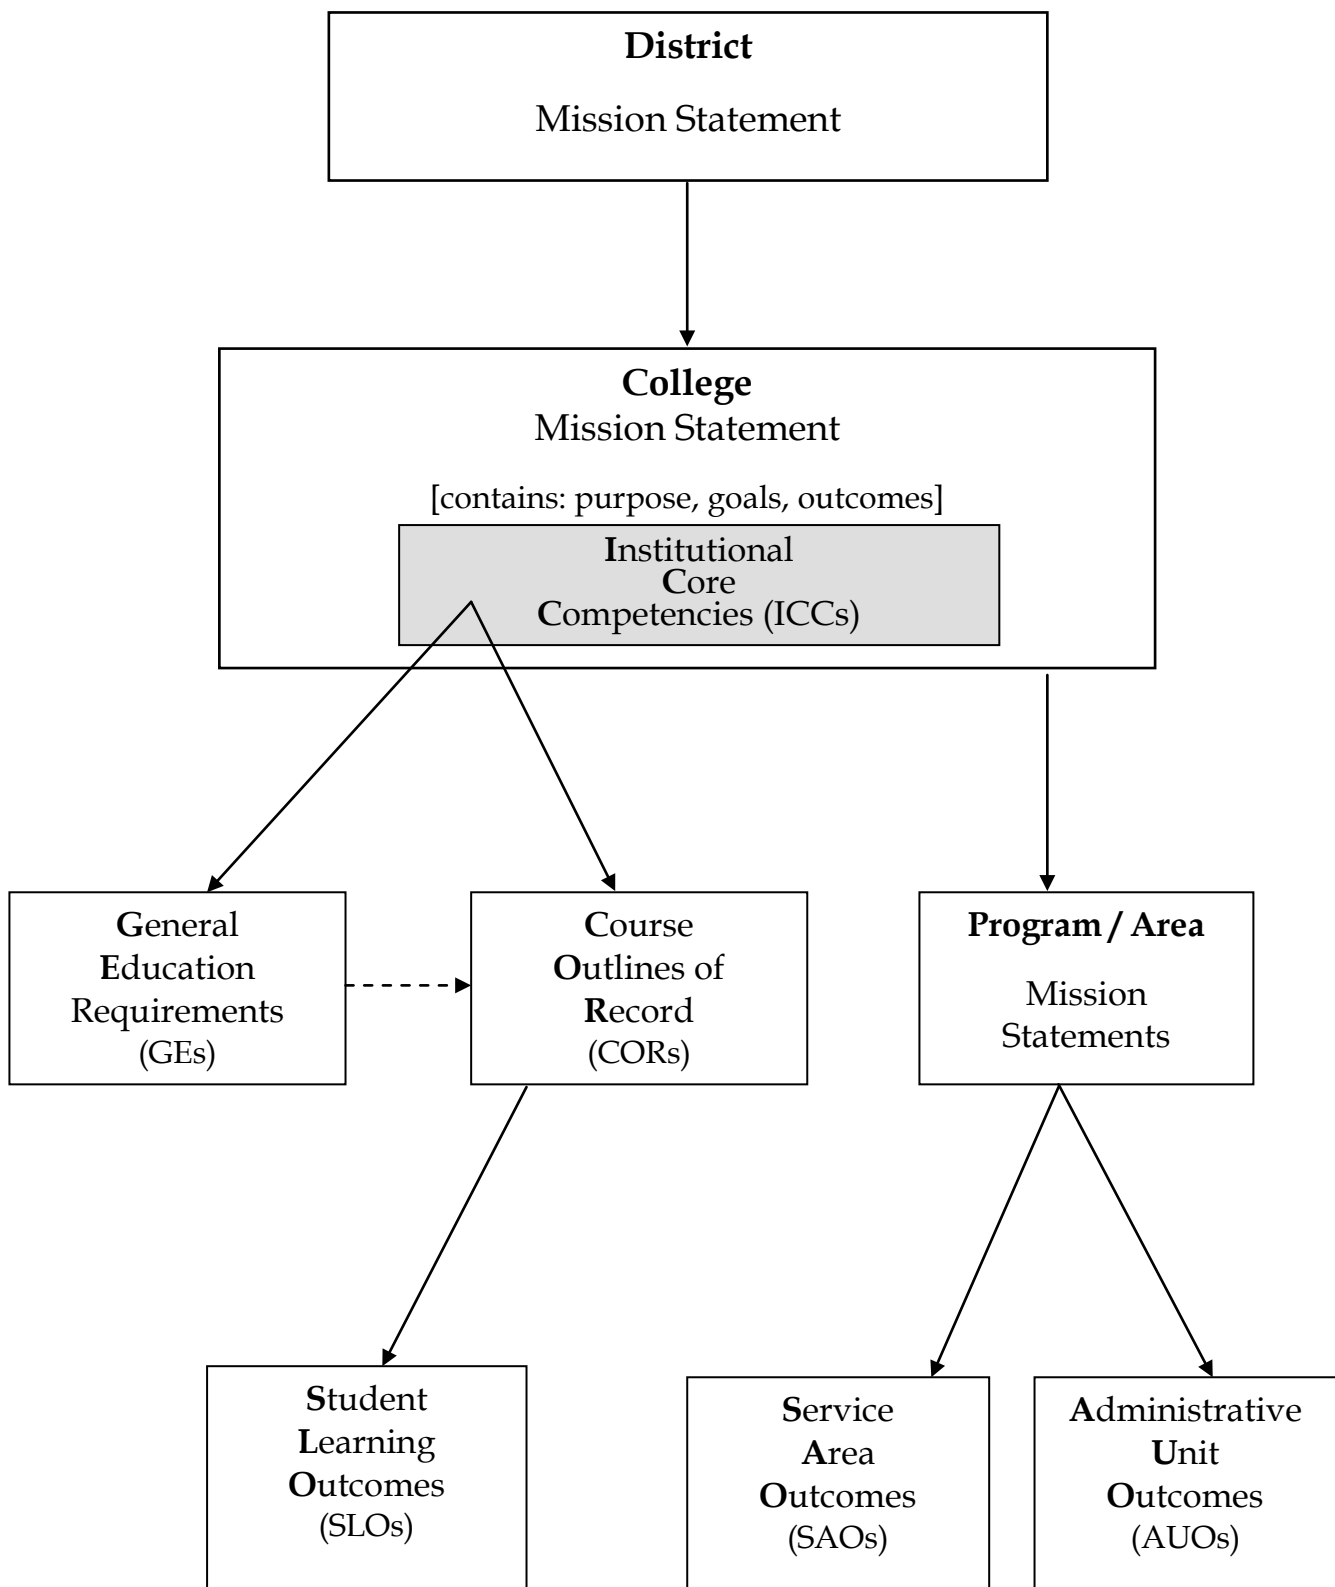 District
Mission Statement
College
Mission Statement
[contains: purpose, goals, outcomes]
Institutional
Core
Competencies (ICCs)
General
Education
Requirements
(GEs)
Course
Outlines of
Record
(CORs)
Program / Area
Mission
Statements
Student
Learning
Outcomes
(SLOs)
Service
Area
Outcomes
(SAOs)
Administrative
Unit
Outcomes
(AUOs)